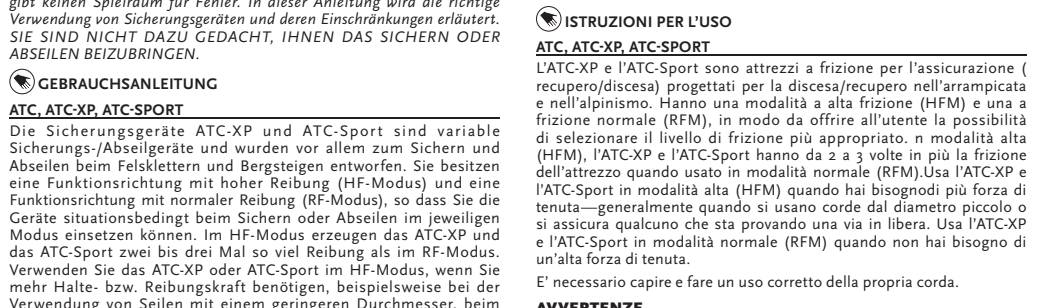 gibt keinen Spielraum für Fehler. In dieser Anleitung wird die richtige
Verwendung von Sicherungsgeräten und deren Einschränkungen erläutert.
SIE SIND NICHT DAZU GEDACHT, IHNEN DAS SICHERN ODER
ABSEILEN BEIZUBRINGEN.
GEBRAUCHSANLEITUNG
ATC, ATC-XP, ATC-SPORT
Die Sicherungsgeräte ATC-XP und ATC-Sport sind variable
Sicherungs-/Abseilgeräte und wurden vor allem zum Sichern und
Abseilen beim Felsklettern und Bergsteigen entworfen. Sie besitzen
eine Funktionsrichtung mit hoher Reibung (HF-Modus) und eine
Funktionsrichtung mit normaler Reibung (RF-Modus), so dass Sie die
Geräte situationsbedingt beim Sichern oder Abseilen im jeweiligen
Modus einsetzen können. Im HF-Modus erzeugen das ATC-XP und
das ATC-Sport zwei bis drei Mal so viel Reibung als im RF-Modus.
Verwenden Sie das ATC-XP oder ATC-Sport im HF-Modus, wenn Sie
mehr Halte- bzw. Reibungskraft benötigen, beispielsweise bei der
Verwendung von Seilen mit einem geringeren Durchmesser, beim
ISTRUZIONI PER L'USO
ATC, ATC-XP, ATC-SPORT
L'ATC-XP e l'ATC-Sport sono attrezzi a frizione per l'assicurazione (
recupero/discesa) progettati per la discesa/recupero nell'arrampicata
e nell'alpinismo. Hanno una modalità a alta frizione (HFM) e una a
frizione normale (RFM), in modo da offrire all'utente la possibilità
di selezionare il livello di frizione più appropriato. n modalità alta
(HFM), l'ATC-XP e l'ATC-Sport hanno da 2 a 3 volte in più la frizione
dell'attrezzo quando usato in modalità normale (RFM).Usa l'ATC-XP e
l'ATC-Sport in modalità alta (HFM) quando hai bisognodi più forza di
tenuta—generalmente quando si usano corde dal diametro piccolo o
si assicura qualcuno che sta provando una via in libera. Usa l'ATC-XP
e l'ATC-Sport in modalità normale (RFM) quando non hai bisogno di
un'alta forza di tenuta.
E' necessario capire e fare un uso corretto della propria corda.
AVVERTENZE